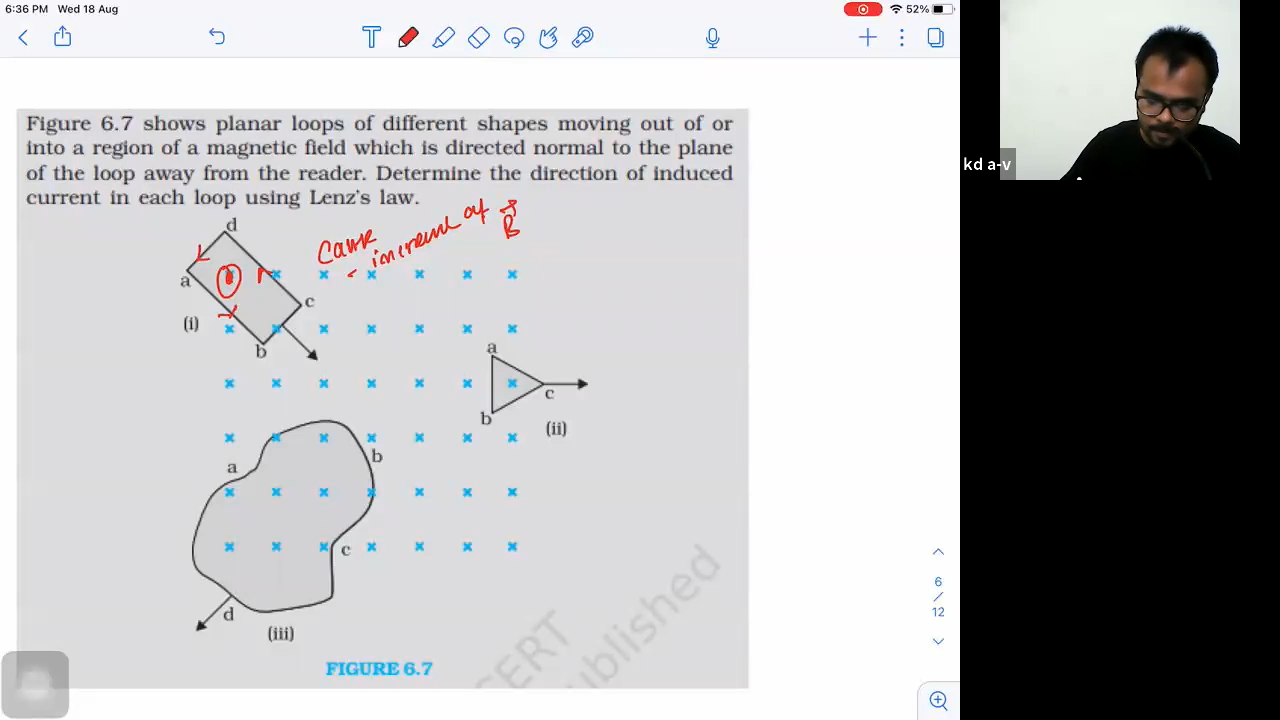 6:36 PM Wed 18 Aug
52%
T
Figure 6.7 shows planar loops of different shapes moving out of or
into a region of a magnetic field which is directed normal to the plane
of the loop away from the reader. Determine the direction of induced
current in each loop using Lenz's law.
d
a
c
b
(i)
B
a
b
c
(ii)
a
b
c
d
(iii)
FIGURE 6.7
6
/
12
kd a-v